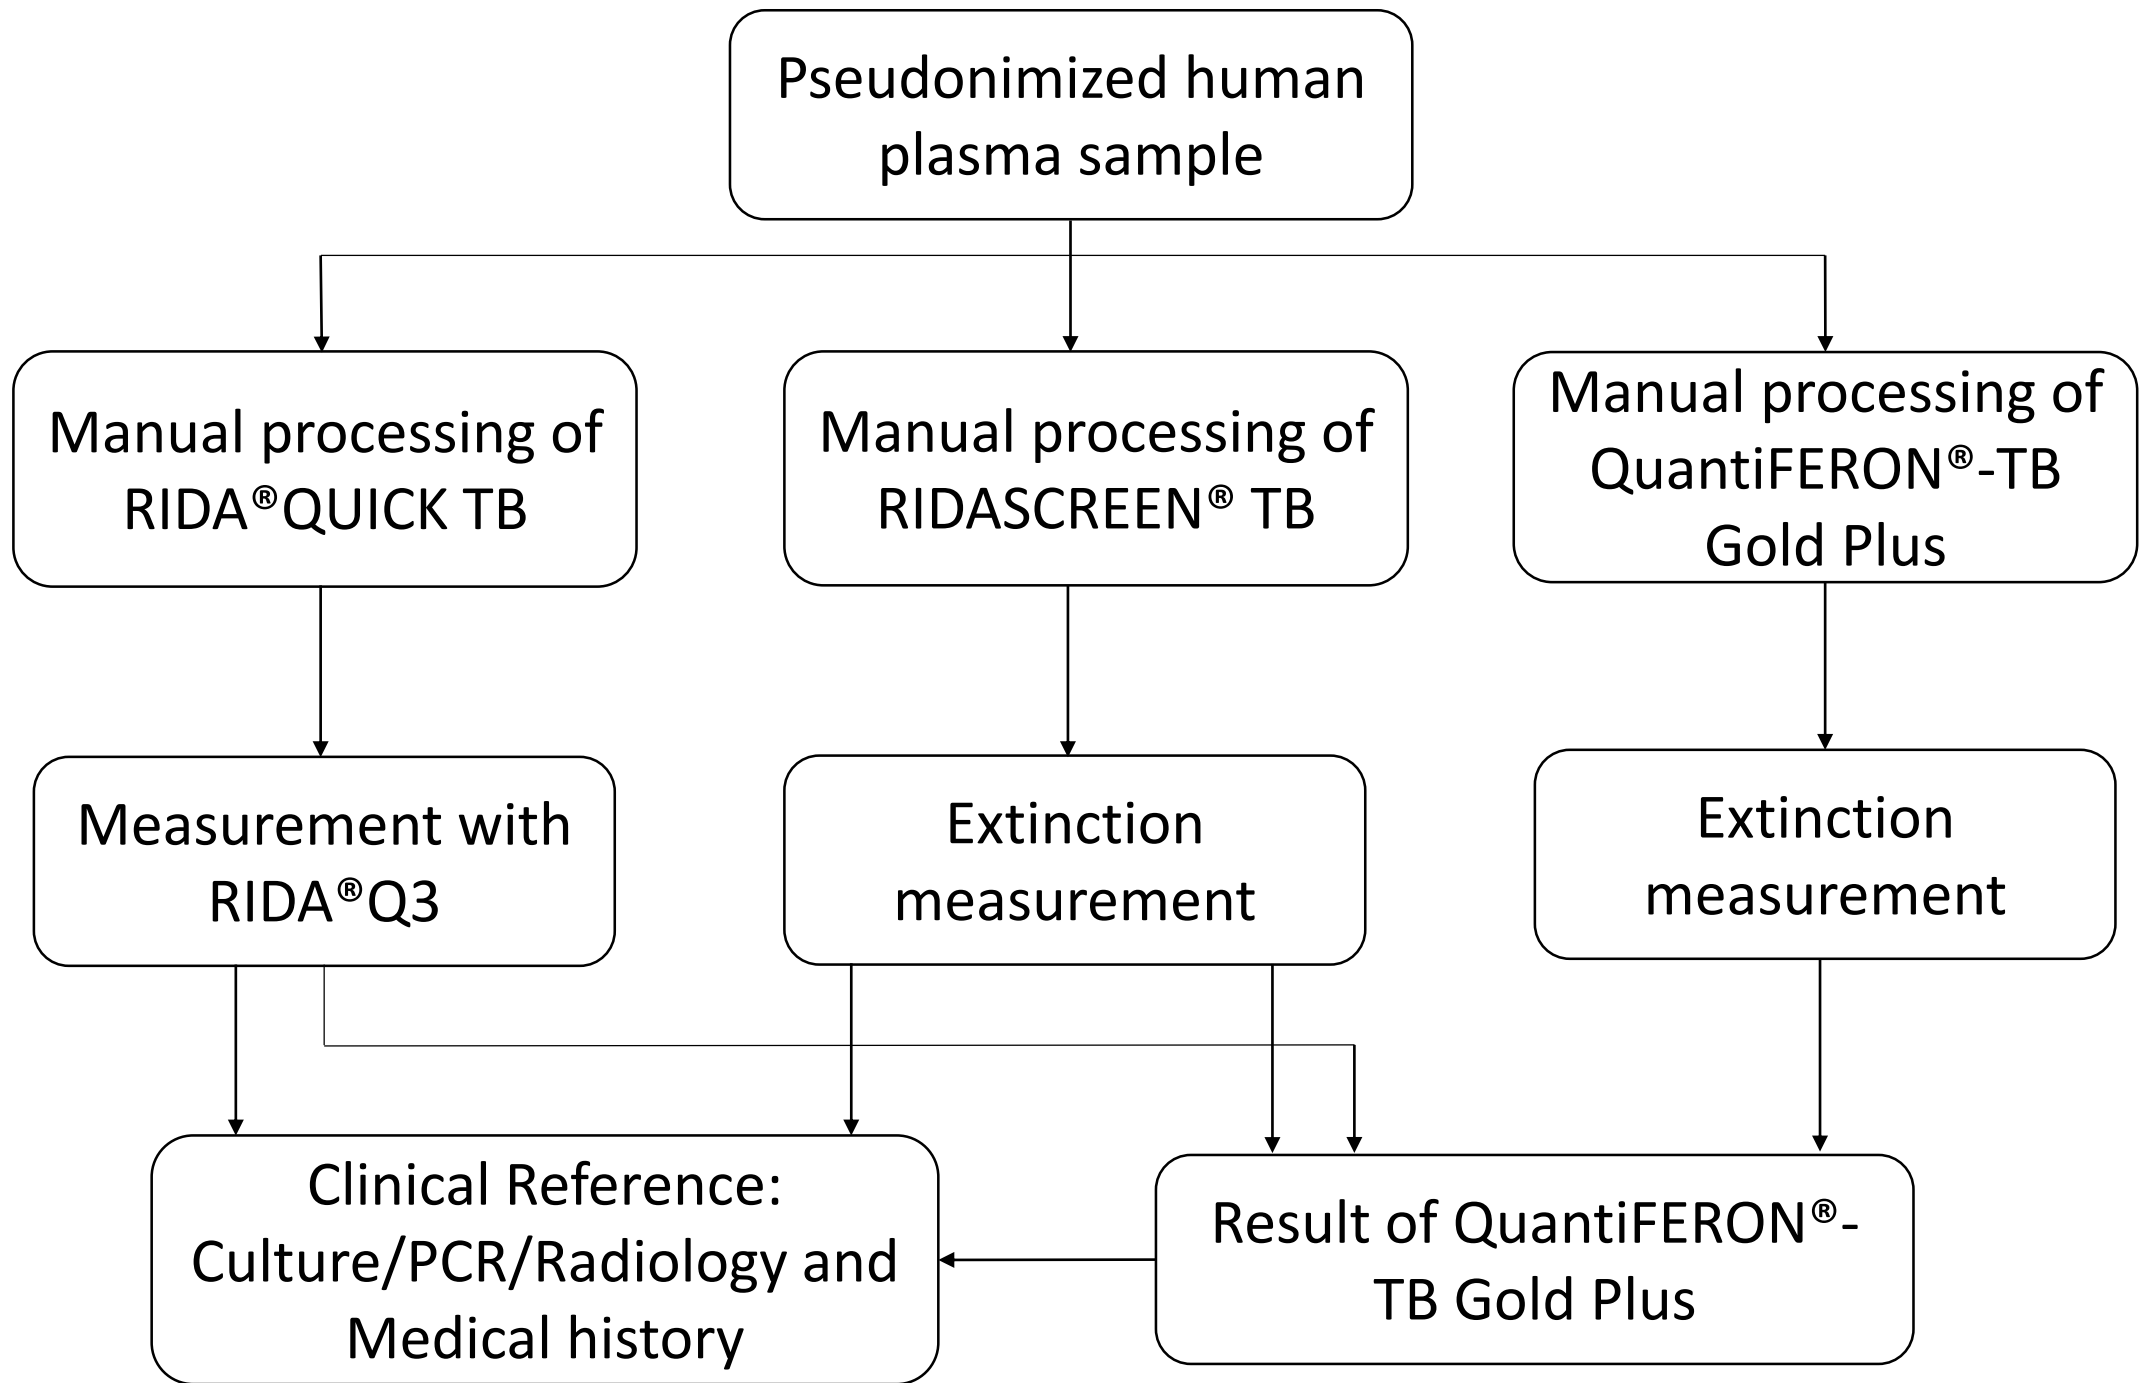 Pseudonimized human
plasma sample
Manual processing of
RIDA®QUICK TB
Manual processing of
RIDASCREEN® TB
Manual processing of
QuantiFERON®-TB
Gold Plus
Measurement with
RIDA®Q3
Extinction
measurement
Extinction
measurement
Clinical Reference:
Culture/PCR/Radiology and
Medical history
Result of QuantiFERON®-
TB Gold Plus